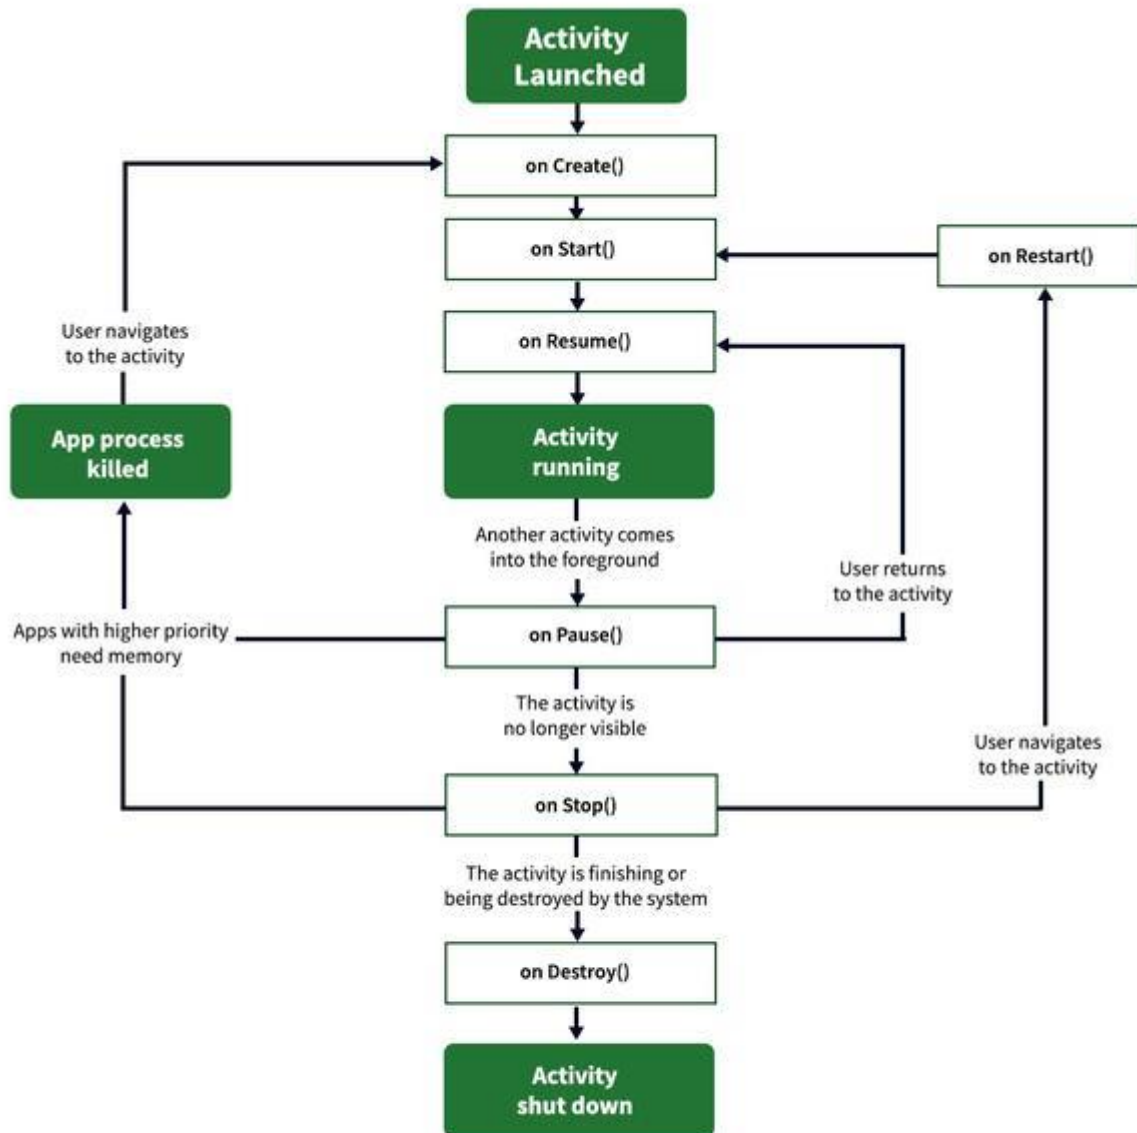 Activity
Launched
on Create()
on Start()
on Restart()
User navigates
to the activity
on Resume()
App process
killed
Activity
running
Another activity comes
into the foreground
User returns
to the activity
Apps with higher priority
need memory
on Pause()
The activity is
no longer visible
User navigates
to the activity
on Stop()
The activity is finishing or
being destroyed by the system
on Destroy()
Activity
shut down